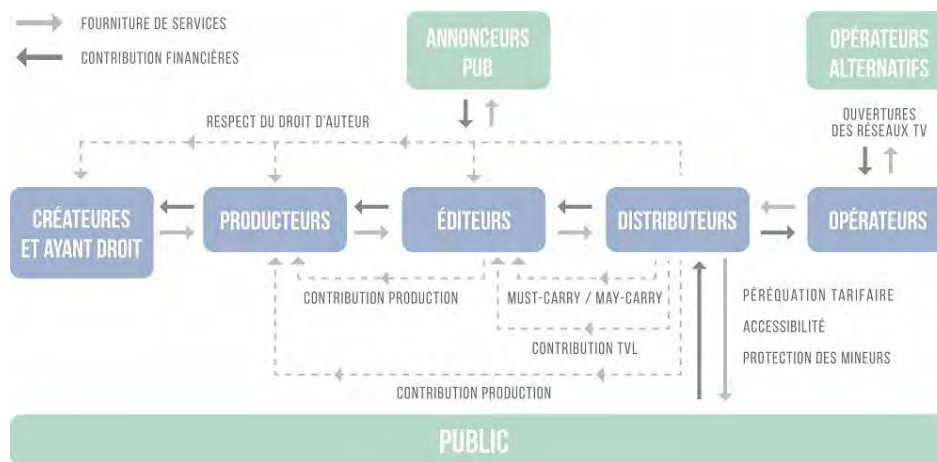 FOURNITURE DE SERVICES
CONTRIBUTION FINANCIÈRES
ANNONCEURS
PUB
OPÉRATEURS
ALTERNATIFS
RESPECT DU DROIT D'AUTEUR
OUVERTURES
DES RÉSEAUX TV
CRÉATEURES
ET AYANT DROIT
PRODUCTEURS
ÉDITEURS
DISTRIBUTEURS
OPÉRATEURS
CONTRIBUTION PRODUCTION
MUST-CARRY / MAY-CARRY
CONTRIBUTION TVL
CONTRIBUTION PRODUCTION
PÉRÉQUATION TARIFAIRE
ACCESSIBILITÉ
PROTECTION DES MINEURS
PUBLIC